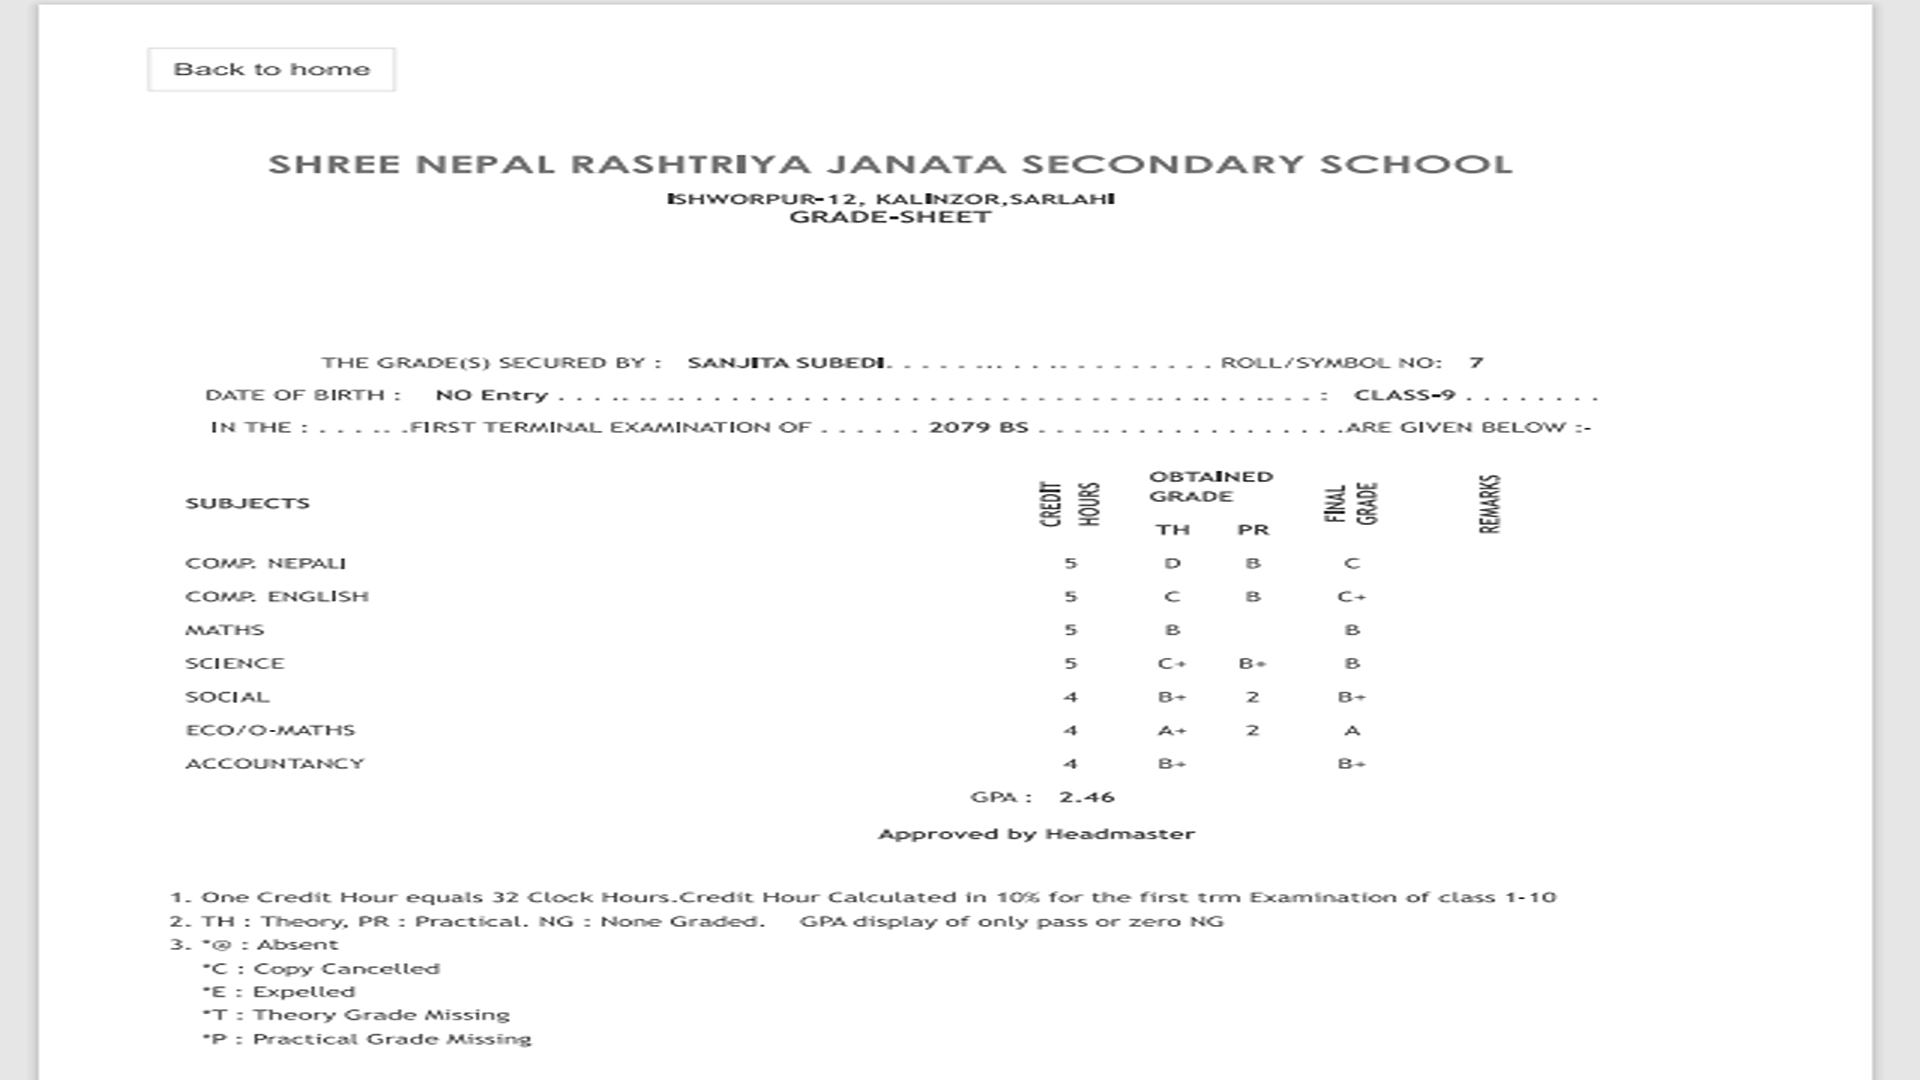 Back to home
SHREE NEPAL RASHTRIYA JANATA SECONDARY SCHOOL
ISHWORPUR-12, KALINZOR,SARLAHI
GRADE-SHEET
THE GRADE(S) SECURED BY : SANJITA SUBEDI. . . . . . ... . . .. . . . . . . . . . ROLL/SYMBOL NO: 7
DATE OF BIRTH : NO Entry . . . .. .. .. . . . . . . . . . . . . . . . . . . . . . . . . . .. . .. . . .. . . : CLASS-9 . . . . . . . .
IN THE : . . . . .. .FIRST TERMINAL EXAMINATION OF . . . . . . 2079 BS . . . .. . . . . . . . . . . . . . .ARE GIVEN BELOW :-
SUBJECTS CREDIT HOURS OBTAINED GRADE FINAL GRADE REMARKS
TH PR
COMP. NEPALI 5 D B C
COMP. ENGLISH 5 C B C+
MATHS 5 B B
SCIENCE 5 C+ B+ B
SOCIAL 4 B+ 2 B+
ECO/O-MATHS 4 A+ 2 A
ACCOUNTANCY 4 B+ B+
GPA : 2.46
Approved by Headmaster
1. One Credit Hour equals 32 Clock Hours.Credit Hour Calculated in 10% for the first trm Examination of class 1-10
2. TH : Theory, PR : Practical. NG : None Graded. GPA display of only pass or zero NG
3. *@ : Absent
*C : Copy Cancelled
*E : Expelled
*T : Theory Grade Missing
*P : Practical Grade Missing